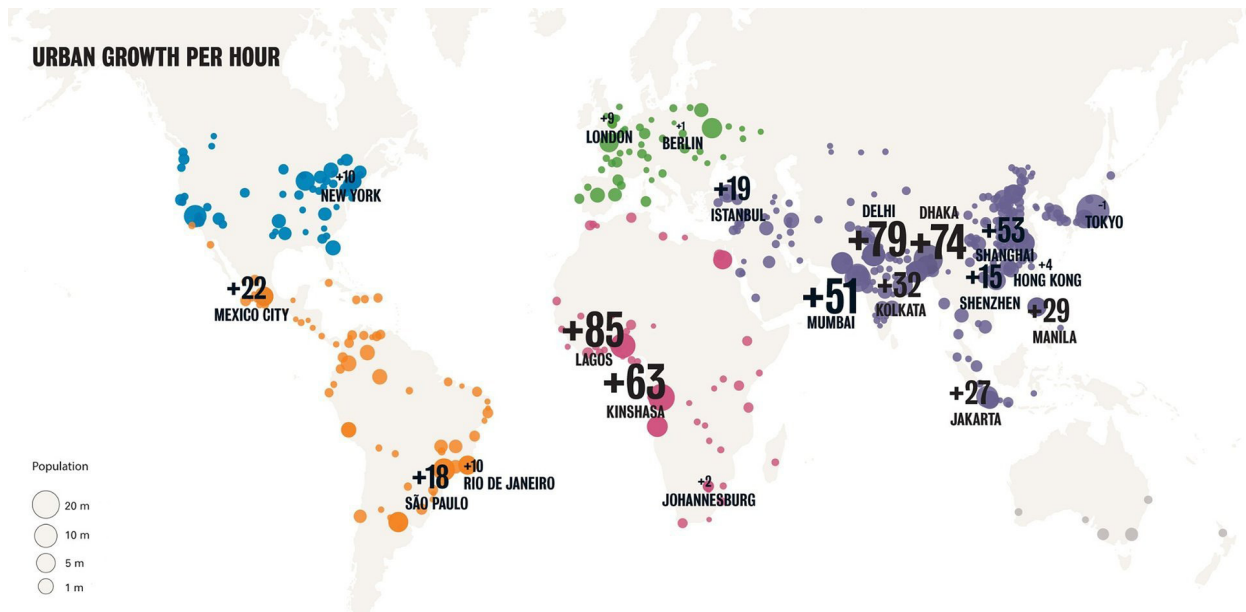 URBAN GROWTH PER HOUR
+9
LONDON
+1
BERLIN
+10
NEW YORK
+19
ISTANBUL
DELHI
+79
DHAKA
+74
+53
SHANGHAI
-1
TOKYO
+22
MEXICO CITY
+51
MUMBAI
+32
KOLKATA
+15
SHENZHEN
+4
HONG KONG
+29
MANILA
+85
LAGOS
+63
KINSHASA
+27
JAKARTA
+18
SÃO PAULO
+10
RIO DE JANEIRO
+2
JOHANNESBURG
Population
20 m
10 m
5 m
1 m